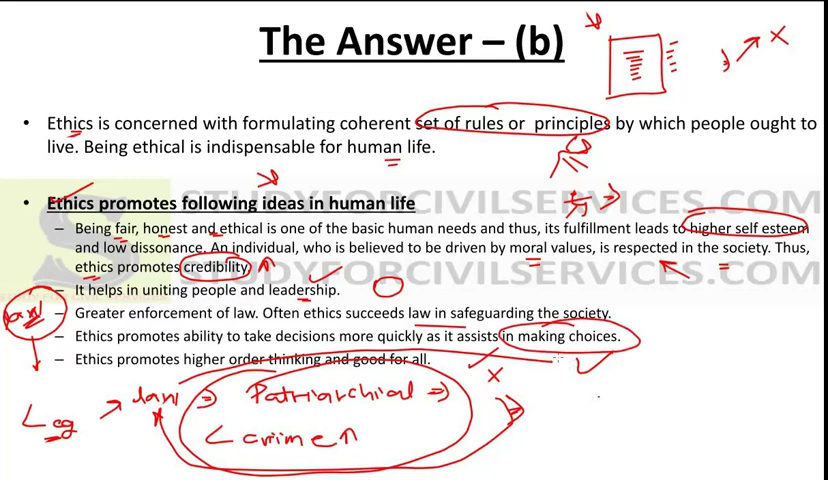 The Answer – (b)
• Ethics is concerned with formulating coherent set of rules or principles by which people ought to
live. Being ethical is indispensable for human life.
STUDYFORCIVILSERVICES.COM
• Ethics promotes following ideas in human life
– Being fair, honest and ethical is one of the basic human needs and thus, its fulfillment leads to higher self esteem
and low dissonance. An individual, who is believed to be driven by moral values, is respected in the society. Thus,
ethics promotes credibility.
STUDYFORCIVILSERVICES.COM
– It helps in uniting people and leadership.
– Greater enforcement of law. Often ethics succeeds law in safeguarding the society.
– Ethics promotes ability to take decisions more quickly as it assists in making choices.
– Ethics promotes higher order thinking and good for all.
law Patriarchial
eg
crime